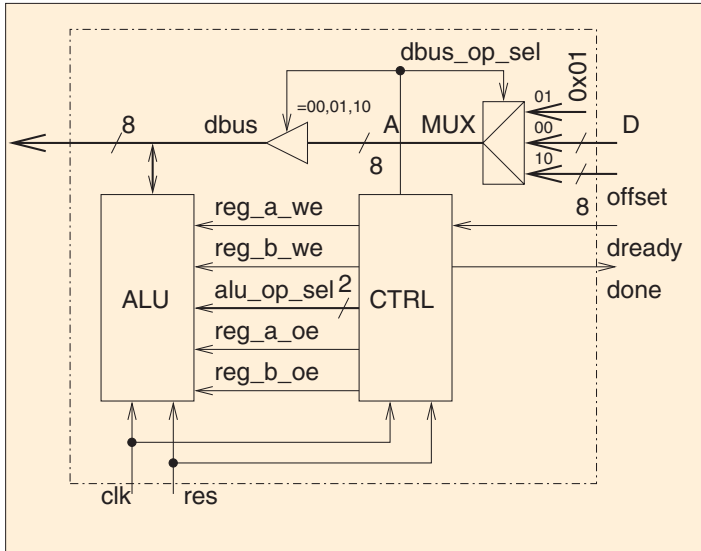 dbus_op_sel
0x01
01
=00,01,10
8
dbus
A
MUX
00
D
8
10
offset
8
reg_a_we
dready
reg_b_we
done
alu_op_sel
2
ALU
CTRL
reg_a_oe
reg_b_oe
clk
res